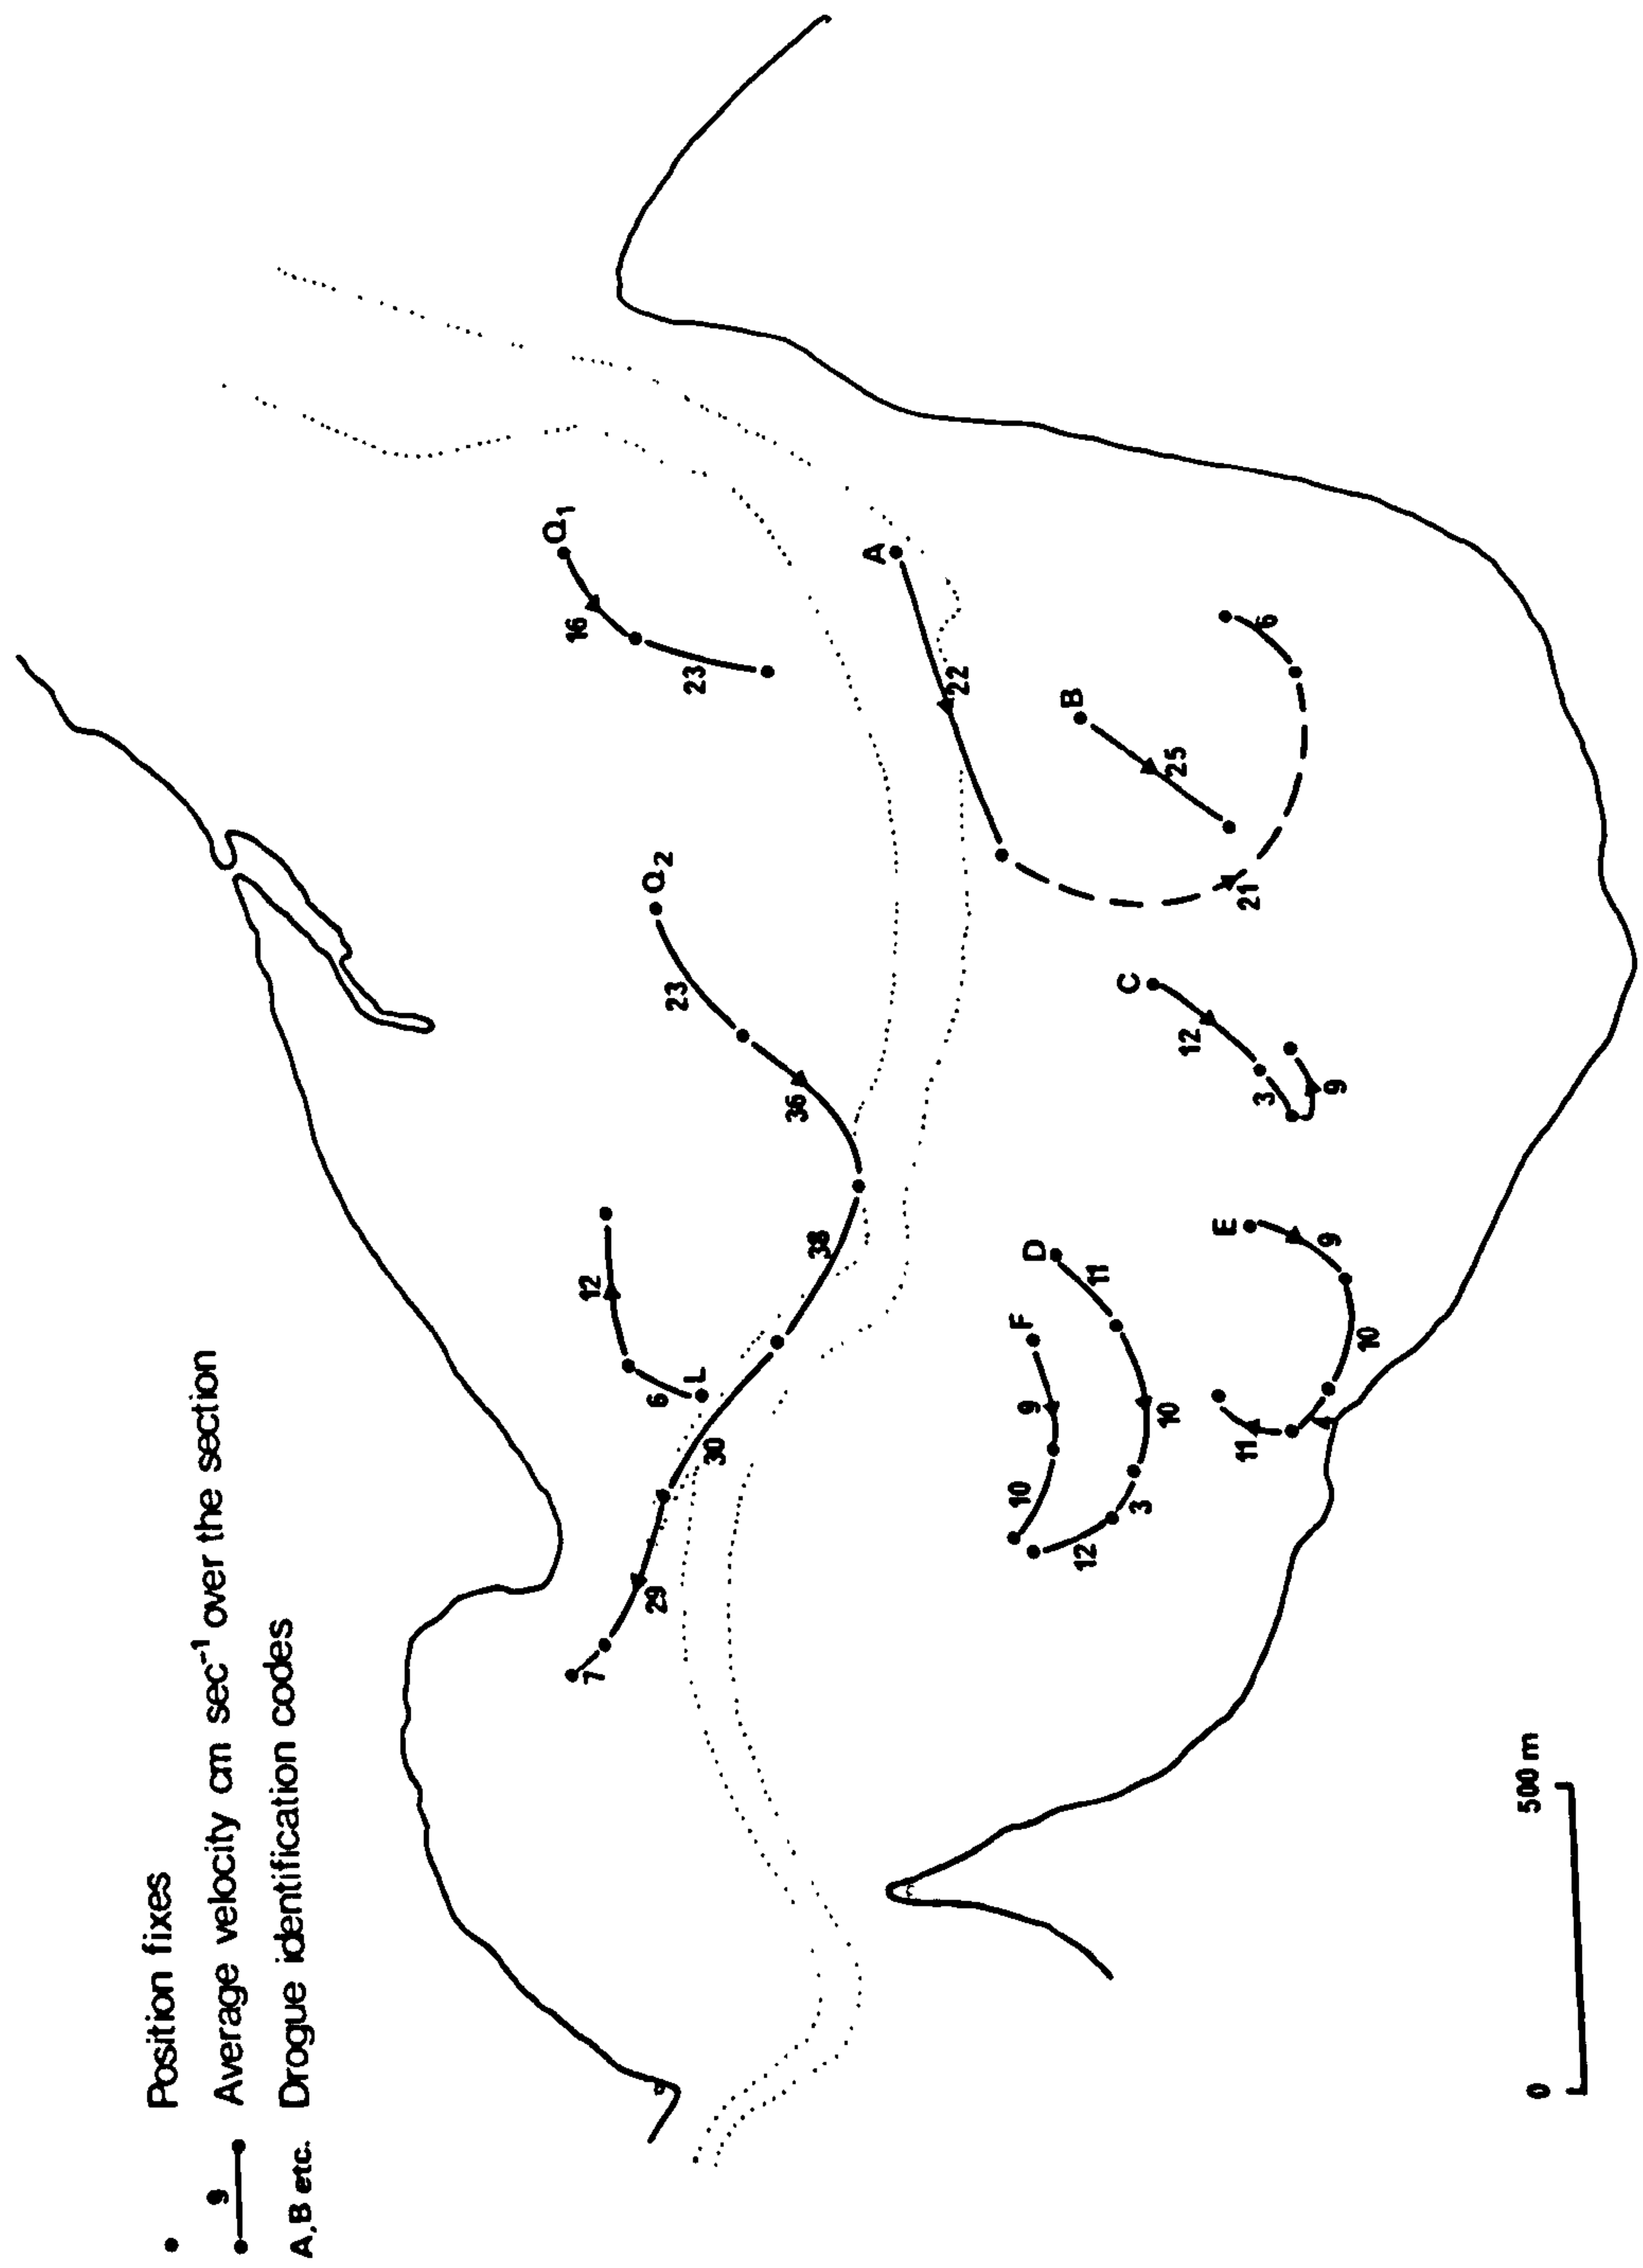 Position fixes
9 Average velocity cm sec⁻¹ over the section
A,B etc. Drogue identification codes
Q₁
16
12
7
29
6
Q₂
23
L
23
30
36
38
A
22
10
F
9
D
B
12
11
C
3
10
25
12
E
11
21
3
6
9
9
10
0 500 m